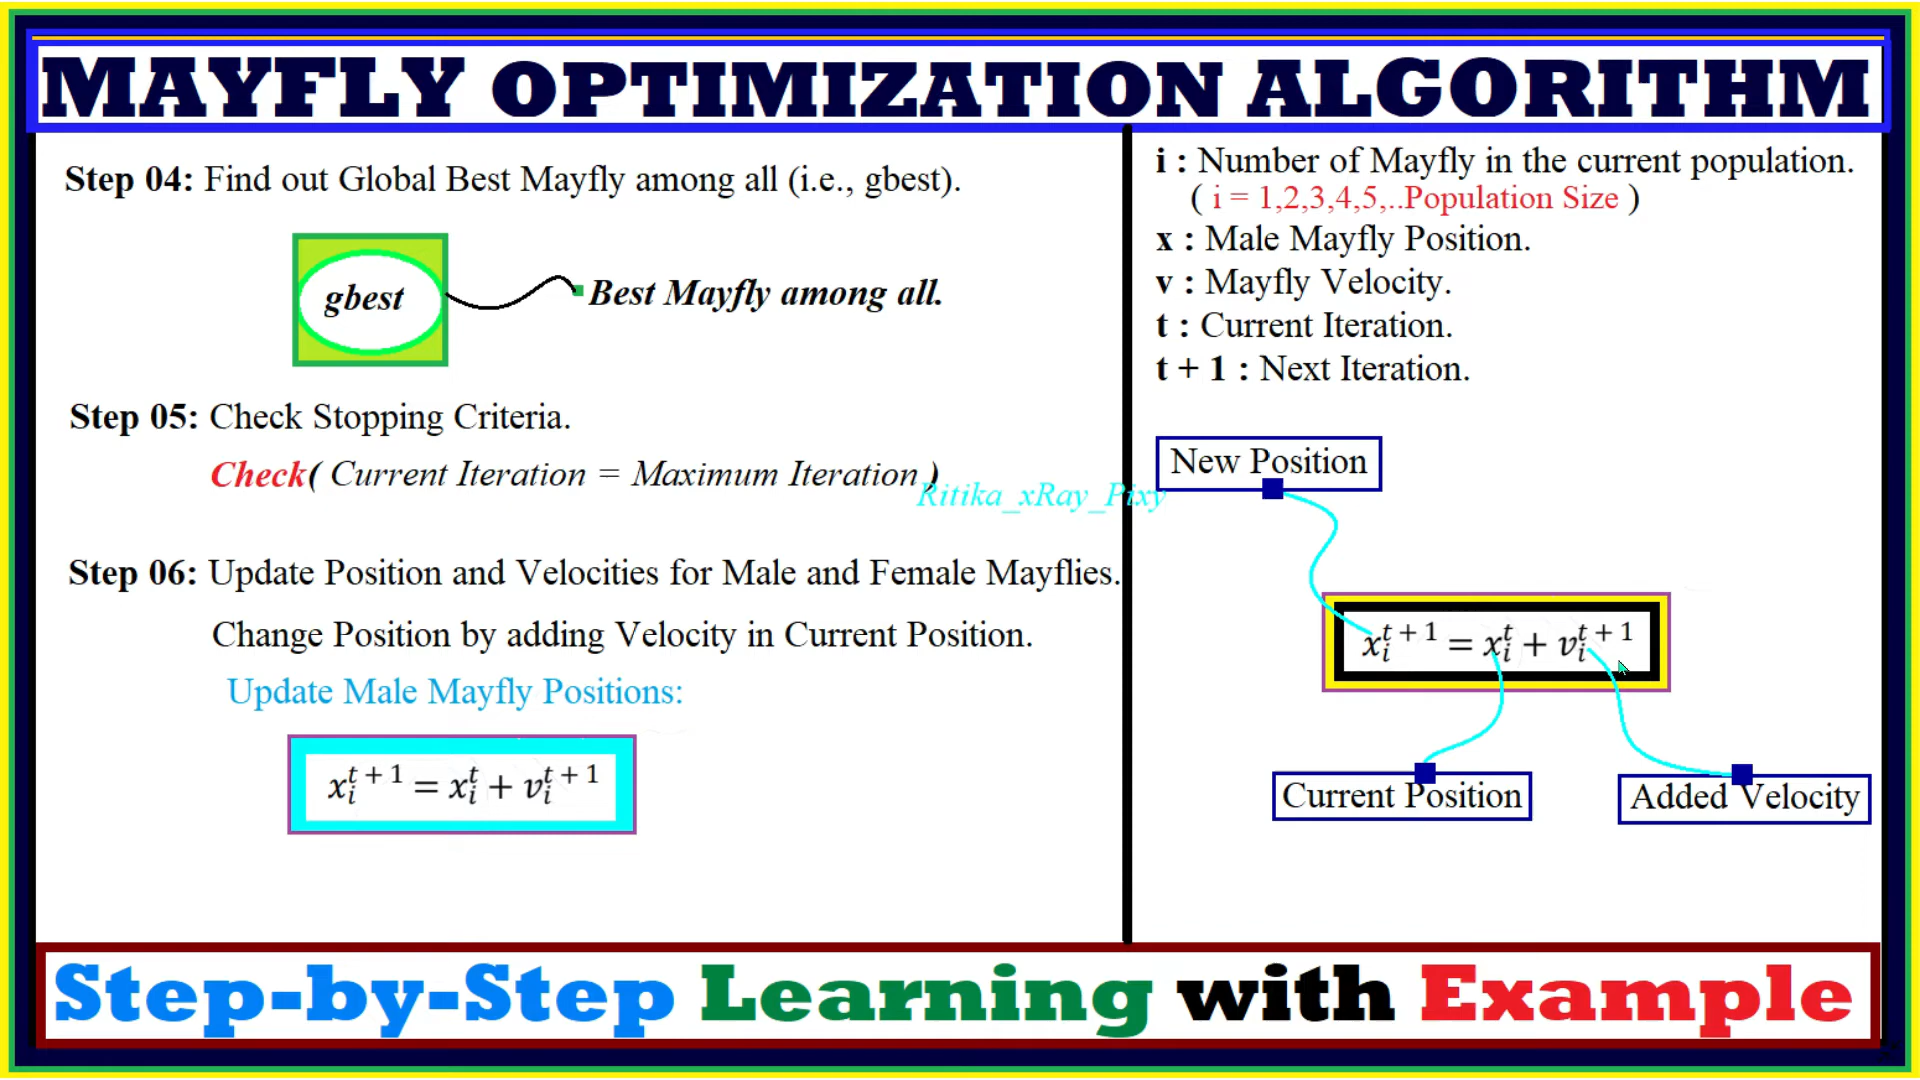 MAYFLY OPTIMIZATION ALGORITHM
Step 04: Find out Global Best Mayfly among all (i.e., gbest).
gbest
Best Mayfly among all.
Step 05: Check Stopping Criteria.
Check( Current Iteration = Maximum Iteration )
Ritika_xRay_Pixy
Step 06: Update Position and Velocities for Male and Female Mayflies.
Change Position by adding Velocity in Current Position.
Update Male Mayfly Positions:
x_i^{t+1} = x_i^t + v_i^{t+1}
i : Number of Mayfly in the current population.
( i = 1,2,3,4,5,..Population Size )
x : Male Mayfly Position.
v : Mayfly Velocity.
t : Current Iteration.
t + 1 : Next Iteration.
New Position
x_i^{t+1} = x_i^t + v_i^{t+1}
Current Position
Added Velocity
Step-by-Step Learning with Example